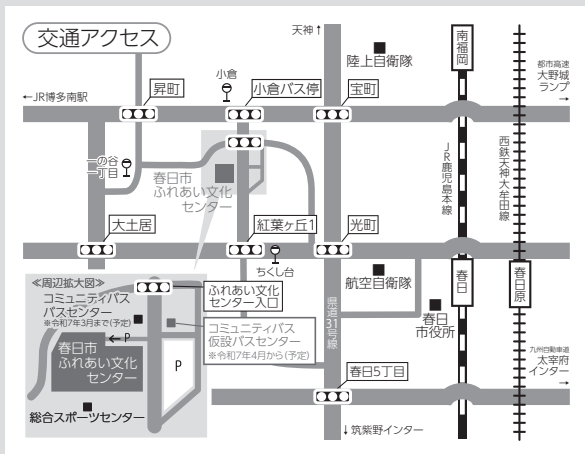 交通アクセス
天神↑
陸上自衛隊
南福岡
都市高速
大野城
ランプ
→
←JR博多南駅
昇町
小倉
小倉バス停
宝町
一の谷
一丁目
春日市
ふれあい文化
センター
JR鹿児島本線
西鉄天神大牟田線
大土居
紅葉ヶ丘1
光町
ちくし台
≪周辺拡大図≫
コミュニティバス
バスセンター
※令和7年3月まで(予定)
ふれあい文化
センター入口
コミュニティバス
仮設バスセンター
※令和7年4月から(予定)
←P
P
春日市
ふれあい文化
センター
総合スポーツセンター
航空自衛隊
県道31号線
春日
春日
市役所
春日原
九州自動車道
太宰府
インター
→
春日5丁目
↓筑紫野インター